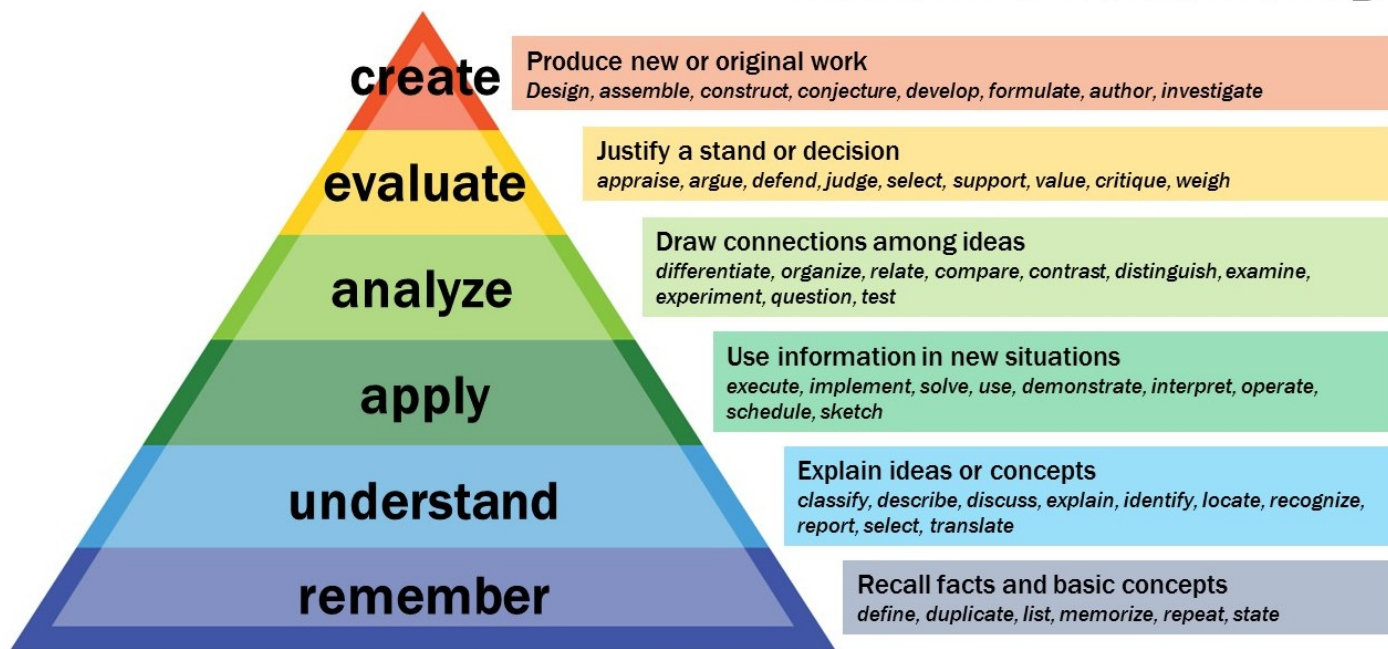 create
Produce new or original work
Design, assemble, construct, conjecture, develop, formulate, author, investigate
evaluate
Justify a stand or decision
appraise, argue, defend, judge, select, support, value, critique, weigh
analyze
Draw connections among ideas
differentiate, organize, relate, compare, contrast, distinguish, examine,
experiment, question, test
apply
Use information in new situations
execute, implement, solve, use, demonstrate, interpret, operate,
schedule, sketch
understand
Explain ideas or concepts
classify, describe, discuss, explain, identify, locate, recognize,
report, select, translate
remember
Recall facts and basic concepts
define, duplicate, list, memorize, repeat, state